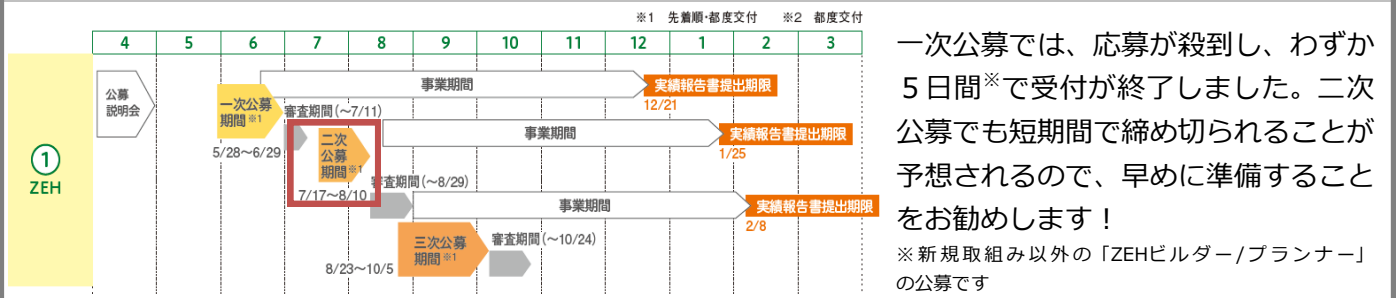 ※1 先着順・都度交付 ※2 都度交付
4 5 6 7 8 9 10 11 12 1 2 3
① ZEH
公募
説明会
一次公募
期間※1
5/28～6/29
審査期間(～7/11)
事業期間
実績報告書提出期限
12/21
二次
公募
期間※1
7/17～8/10
審査期間(～8/29)
事業期間
実績報告書提出期限
1/25
三次公募
期間※1
8/23～10/5
審査期間(～10/24)
事業期間
実績報告書提出期限
2/8
一次公募では、応募が殺到し、わずか
５日間※で受付が終了しました。二次
公募でも短期間で締め切られることが
予想されるので、早めに準備すること
をお勧めします！
※新規取組み以外の「ZEHビルダー/プランナー」
の公募です